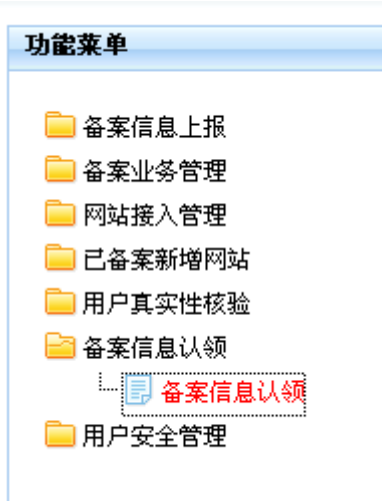 功能菜单
备案信息上报
备案业务管理
网站接入管理
已备案新增网站
用户真实性核验
备案信息认领
备案信息认领
用户安全管理